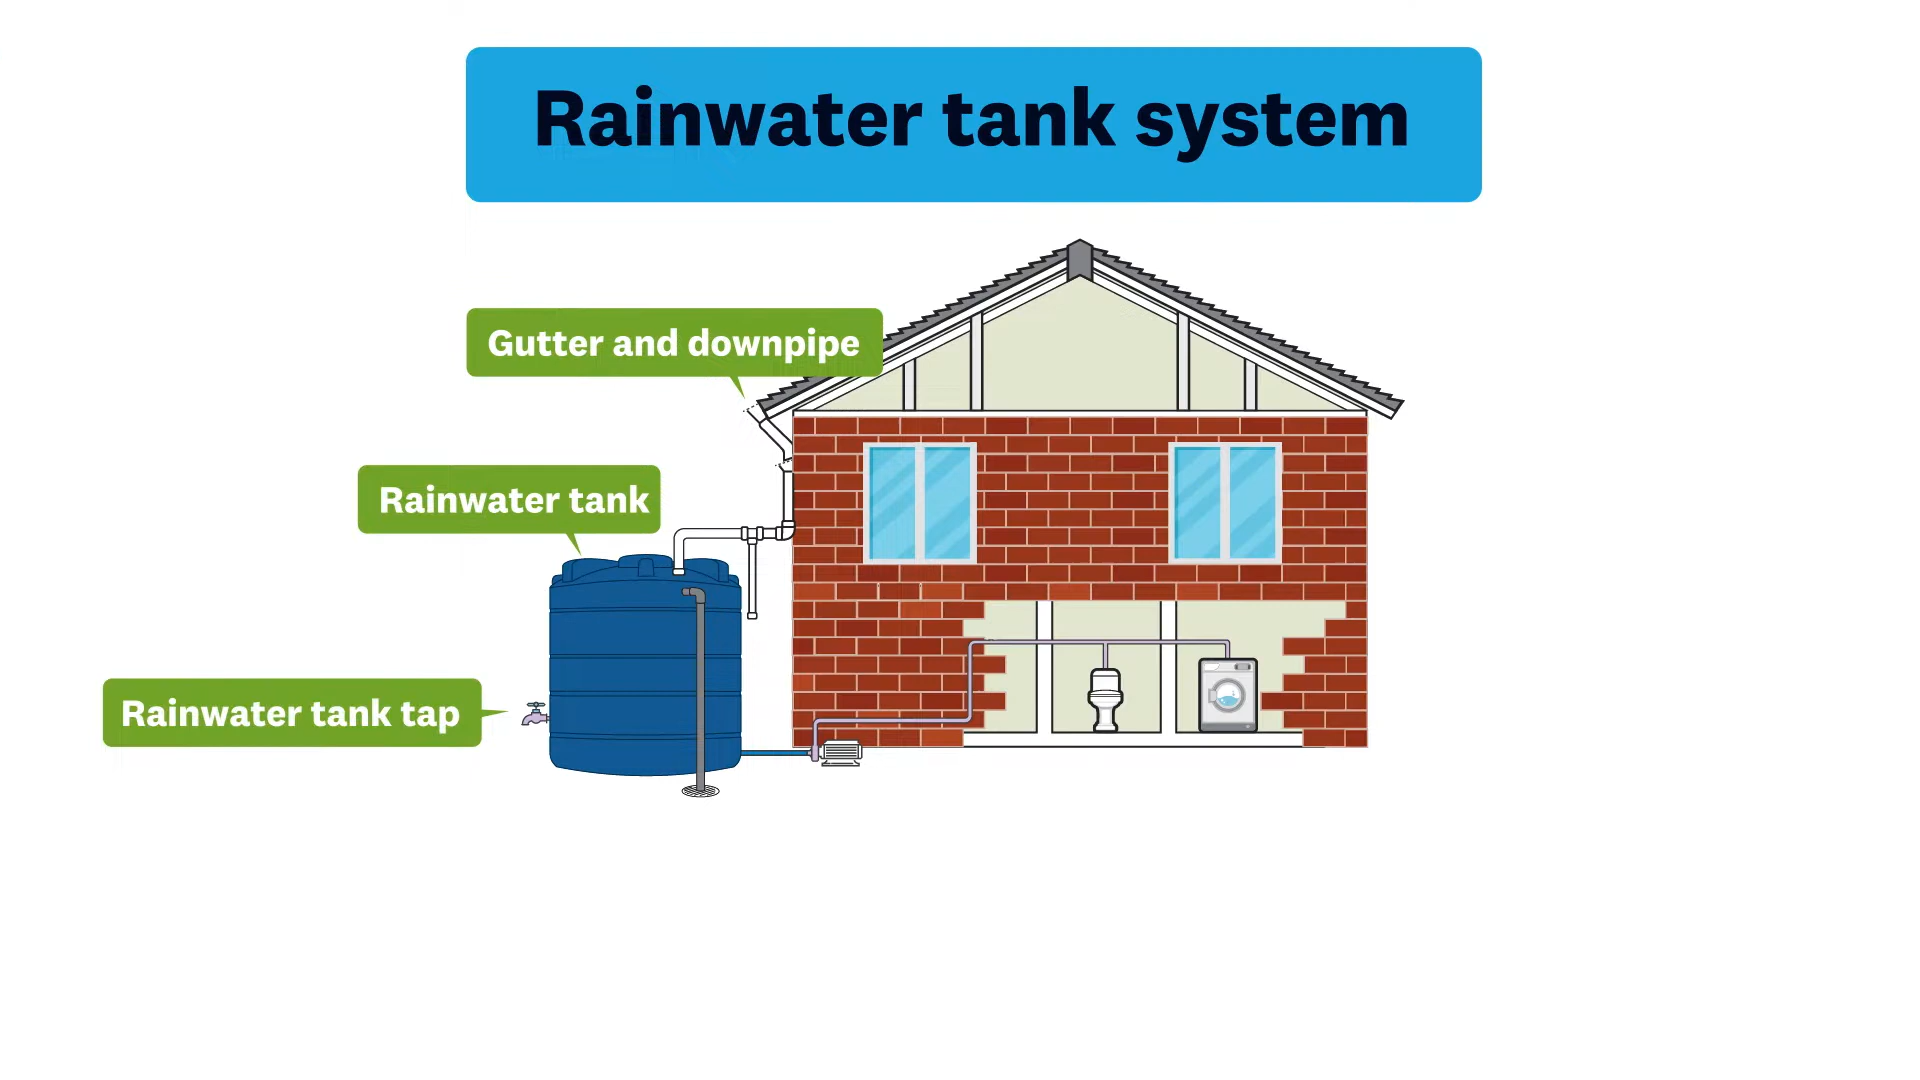 Rainwater tank system
Gutter and downpipe
Rainwater tank
Rainwater tank tap